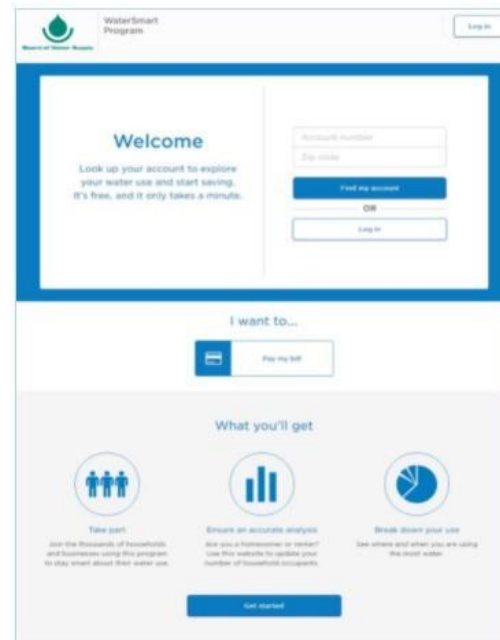 WaterSmart
Program
Log in
Board of Water Supply
Welcome
Look up your account to explore
your water use and start saving.
It's free, and it only takes a minute.
Account number
Zip code
Find my account
OR
Log in
I want to...
Pay my bill
What you'll get
Take part
Join the thousands of households
and businesses using this program
to stay smart about their water use.
Ensure an accurate analysis
Are you a homeowner or renter?
Use this website to update your
number of household occupants.
Break down your use
See where and when you are using
the most water.
Get started